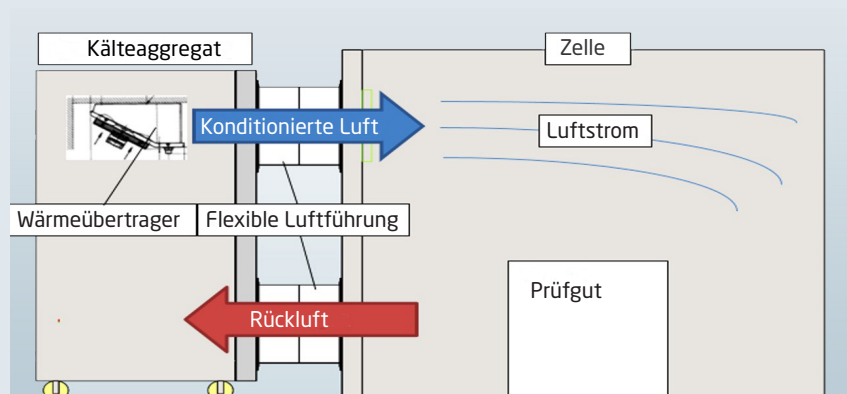 Kälteaggregat
Zelle
Konditionierte Luft
Luftstrom
Wärmeübertrager
Flexible Luftführung
Prüfgut
Rückluft